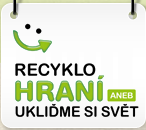 RECYKLO
HRANÍ ANEB
UKLIĎME SI SVĚT